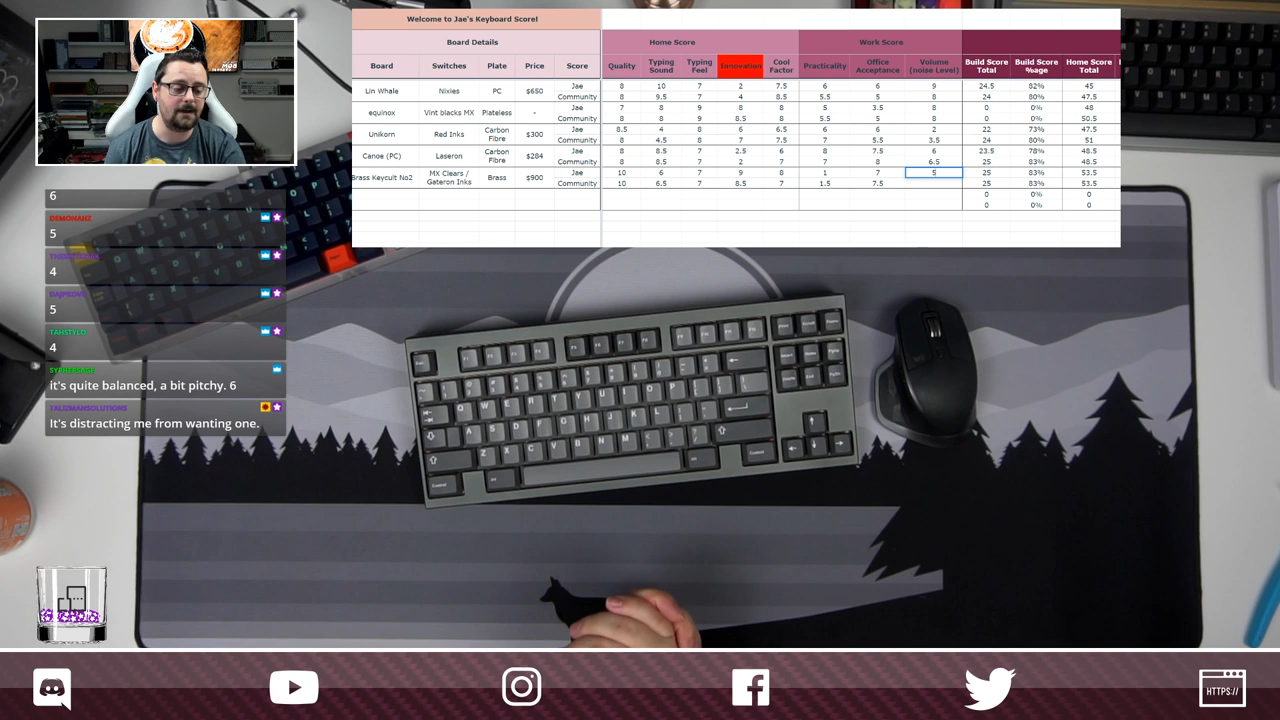 Welcome to Jae's Keyboard Score!
Board Details Home Score Work Score
Board Switches Plate Price Score Quality Typing Sound Typing Feel Innovation Cool Factor Practicality Office Acceptance Volume (noise Level) Build Score Total Build Score %age Home Score Total
Lin Whale Nixies PC $650 Jae 8 10 7 2 7.5 6 6 9 24.5 82% 45
Community 8 9.5 7 4 8.5 5.5 6 8 24 80% 47.5
equinox Vint blacks MX Plateless - Jae 7 8 9 8 8 5 3.5 8 0 0% 48
Community 8 8 9 8.5 8 5.5 5 8 0 0% 50.5
Unikorn Red Inks Carbon Fibre $300 Jae 8.5 4 8 6 6.5 6 6 2 22 73% 47.5
Community 8 4.5 8 7 7.5 7 5.5 3.5 24 80% 51
Canoe (PC) Laseron Carbon Fibre $284 Jae 8 8.5 7 2.5 6 8 7.5 6 23.5 78% 48.5
Community 8 8.5 7 2 7 7 8 6.5 25 83% 48.5
Brass Keycult No2 MX Clears / Gateron Inks Brass $900 Jae 10 6 7 9 8 1 7 5 25 83% 53.5
Community 10 6.5 7 8.5 7 1.5 7.5 25 83% 53.5
0 0% 0
0 0% 0
6
DEMONANZ
5
4
5
TAHSTYLO
4
it's quite balanced, a bit pitchy. 6
TALIZMANSOLUTIONS
It's distracting me from wanting one.
HTTPS://